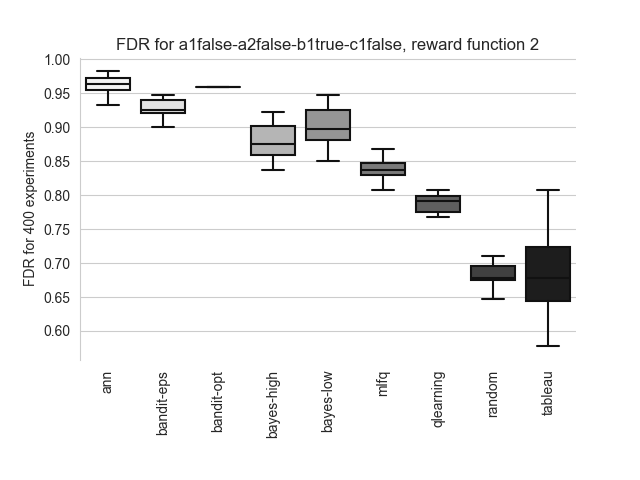 FDR for a1false-a2false-b1true-c1false, reward function 2
FDR for 400 experiments
1.00
0.95
0.90
0.85
0.80
0.75
0.70
0.65
0.60
ann
bandit-eps
bandit-opt
bayes-high
bayes-low
mlfq
qlearning
random
tableau